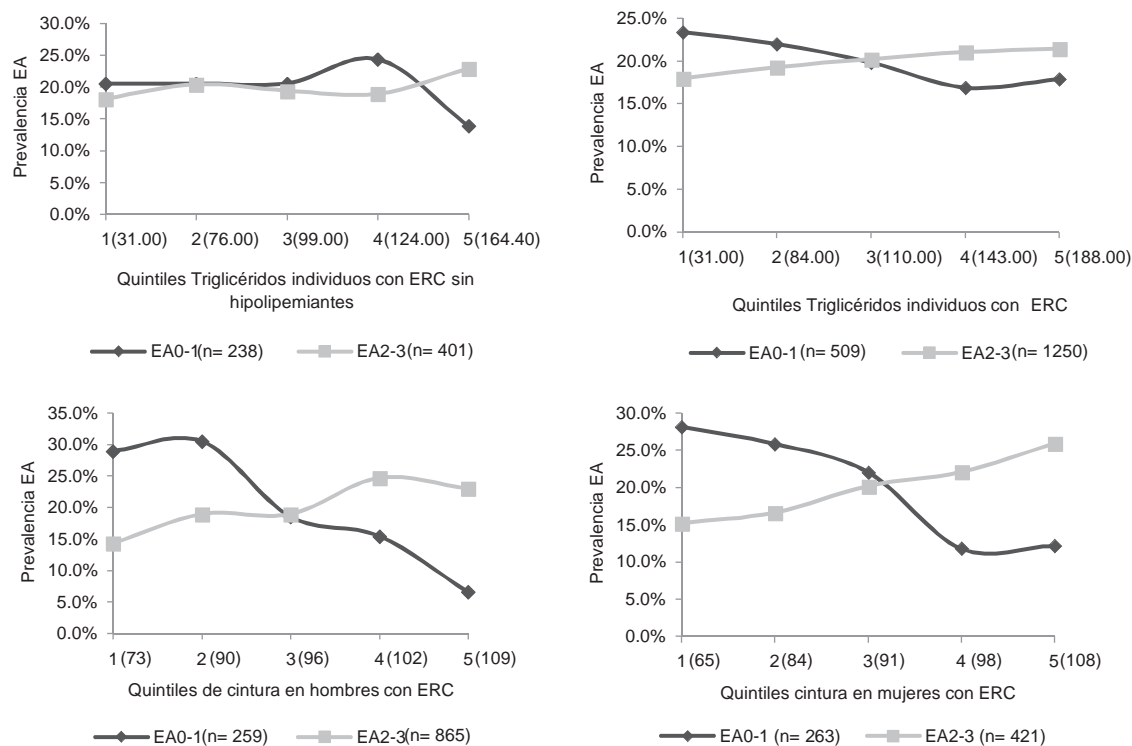 30.0%
25.0%
20.0%
15.0%
10.0%
5.0%
0.0%
Prevalencia EA
1(31.00) 2(76.00) 3(99.00) 4(124.00) 5(164.40)
Quintiles Triglicéridos individuos con ERC sin
hipolipemiantes
EA0-1(n= 238) EA2-3(n= 401)
25.0%
20.0%
15.0%
10.0%
5.0%
0.0%
Prevalencia EA
1(31.00) 2(84.00) 3(110.00) 4(143.00) 5(188.00)
Quintiles Triglicéridos individuos con ERC
EA0-1(n= 509) EA2-3(n= 1250)
35.0%
30.0%
25.0%
20.0%
15.0%
10.0%
5.0%
0.0%
Prevalencia EA
1(73) 2(90) 3(96) 4(102) 5(109)
Quintiles de cintura en hombres con ERC
EA0-1(n= 259) EA2-3(n= 865)
30.0%
25.0%
20.0%
15.0%
10.0%
5.0%
0.0%
Prevalencia EA
1(65) 2(84) 3(91) 4(98) 5(108)
Quintiles cintura en mujeres con ERC
EA0-1 (n= 263) EA2-3 (n= 421)